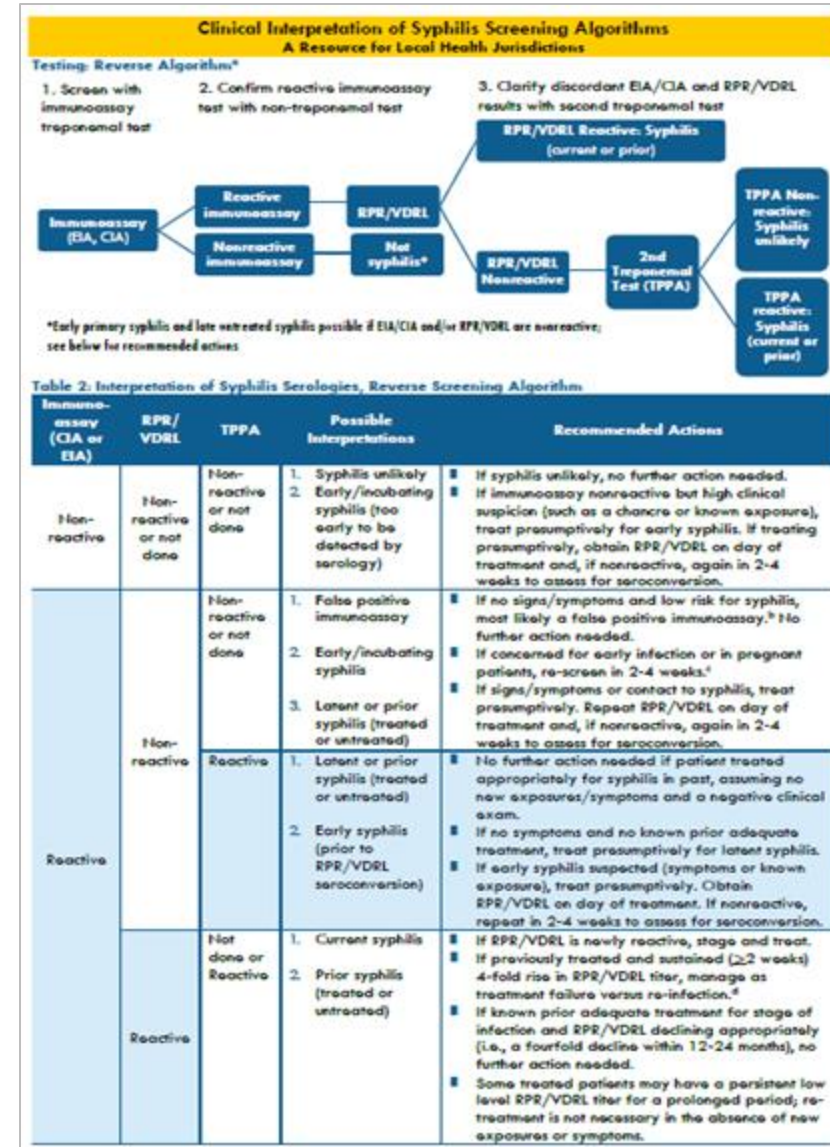 Clinical Interpretation of Syphilis Screening Algorithms
A Resource for Local Health Jurisdictions
Testing: Reverse Algorithm*
1. Screen with
immunoassay
treponemal test
2. Confirm reactive immunoassay
test with non-treponemal test
3. Clarify discordant EIA/CIA and RPR/VDRL
results with second treponemal test
Immunoassay
(EIA, CIA)
Reactive
immunoassay
Nonreactive
immunoassay
RPR/VDRL
Not
syphilis*
RPR/VDRL Reactive: Syphilis
(current or prior)
RPR/VDRL
Nonreactive
2nd
Treponemal
Test (TPPA)
TPPA Non-
reactive:
Syphilis
unlikely
TPPA
reactive:
Syphilis
(current or
prior)
*Early primary syphilis and late untreated syphilis possible if EIA/CIA and/or RPR/VDRL are nonreactive;
see below for recommended actions
Table 2: Interpretation of Syphilis Serologies, Reverse Screening Algorithm
Immuno-
assay
(CIA or
EIA)
RPR/
VDRL
TPPA
Possible
Interpretations
Recommended Actions
Non-
reactive
Non-
reactive
or not
done
Non-
reactive
or not
done
1. Syphilis unlikely
2. Early/incubating
syphilis (too
early to be
detected by
serology)
If syphilis unlikely, no further action needed.
If immunoassay nonreactive but high clinical
suspicion (such as a chancre or known exposure),
treat presumptively for early syphilis. If treating
presumptively, obtain RPR/VDRL on day of
treatment and, if nonreactive, again in 2-4
weeks to assess for seroconversion.
Reactive
Non-
reactive
Non-
reactive
or not
done
1. False positive
immunoassay
2. Early/incubating
syphilis
3. Latent or prior
syphilis (treated
or untreated)
If no signs/symptoms and low risk for syphilis,
most likely a false positive immunoassay.b No
further action needed.
If concerned for early infection or in pregnant
patients, re-screen in 2-4 weeks.c
If signs/symptoms or contact to syphilis, treat
presumptively. Repeat RPR/VDRL on day of
treatment and, if nonreactive, again in 2-4
weeks to assess for seroconversion.
Reactive
1. Latent or prior
syphilis (treated
or untreated)
2. Early syphilis
(prior to
RPR/VDRL
seroconversion)
No further action needed if patient treated
appropriately for syphilis in past, assuming no
new exposures/symptoms and a negative clinical
exam.
If no symptoms and no known prior adequate
treatment, treat presumptively for latent syphilis.
If early syphilis suspected (symptoms or known
exposure), treat presumptively. Obtain
RPR/VDRL on day of treatment. If nonreactive,
repeat in 2-4 weeks to assess for seroconversion.
Reactive
Not
done or
Reactive
1. Current syphilis
2. Prior syphilis
(treated or
untreated)
If RPR/VDRL is newly reactive, stage and treat.
If previously treated and sustained (≥2 weeks)
4-fold rise in RPR/VDRL titer, manage as
treatment failure versus re-infection.d
If known prior adequate treatment for stage of
infection and RPR/VDRL declining appropriately
(i.e., a fourfold decline within 12-24 months), no
further action needed.
Some treated patients may have a persistent low
level RPR/VDRL titer for a prolonged period; re-
treatment is not necessary in the absence of new
exposures or symptoms.